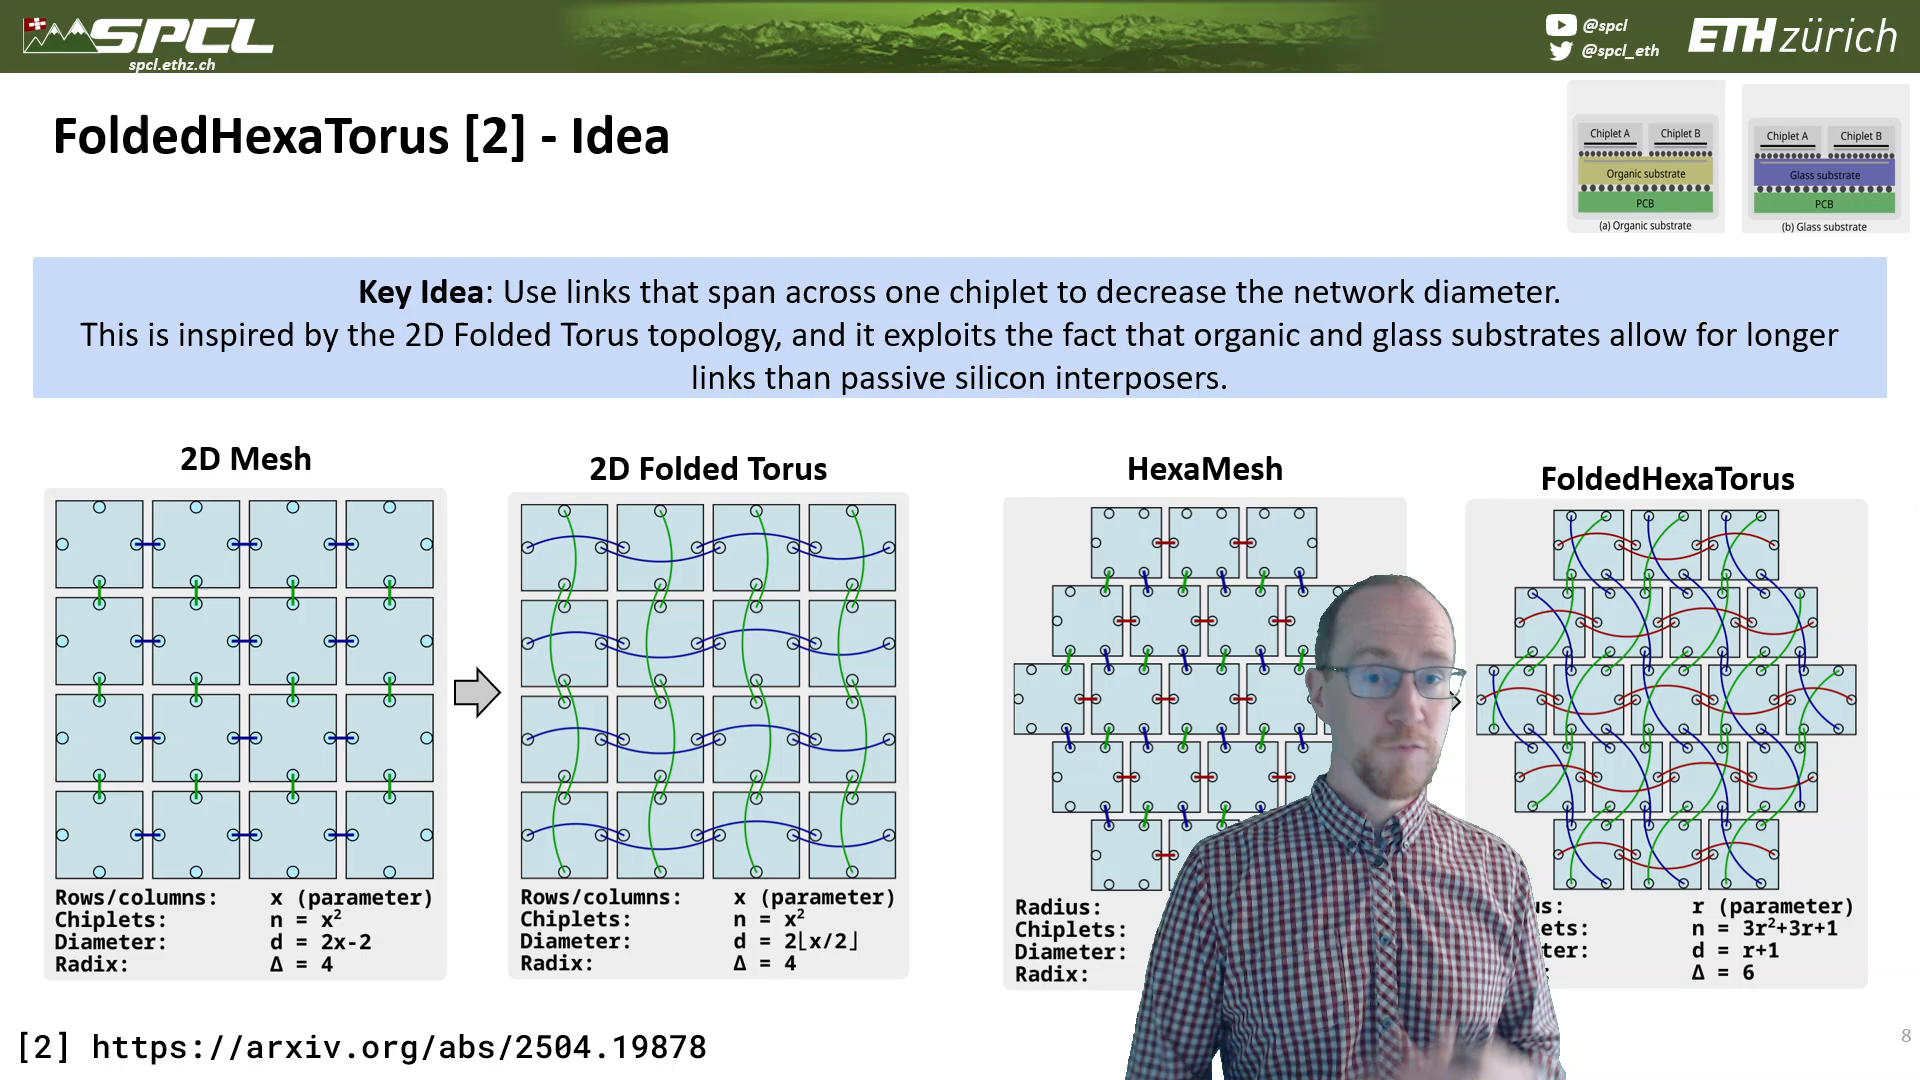 SPCL
spcl.ethz.ch
@spcl
@spcl_eth
ETH zürich
FoldedHexaTorus [2] - Idea
Chiplet A
Chiplet B
Organic substrate
PCB
(a) Organic substrate
Chiplet A
Chiplet B
Glass substrate
PCB
(b) Glass substrate
Key Idea: Use links that span across one chiplet to decrease the network diameter.
This is inspired by the 2D Folded Torus topology, and it exploits the fact that organic and glass substrates allow for longer
links than passive silicon interposers.
2D Mesh
Rows/columns: x (parameter)
Chiplets: n = x²
Diameter: d = 2x-2
Radix: Δ = 4
2D Folded Torus
Rows/columns: x (parameter)
Chiplets: n = x²
Diameter: d = 2⌊x/2⌋
Radix: Δ = 4
HexaMesh
Radius:
Chiplets:
Diameter:
Radix:
FoldedHexaTorus
r (parameter)
n = 3r²+3r+1
d = r+1
Δ = 6
[2] https://arxiv.org/abs/2504.19878
8